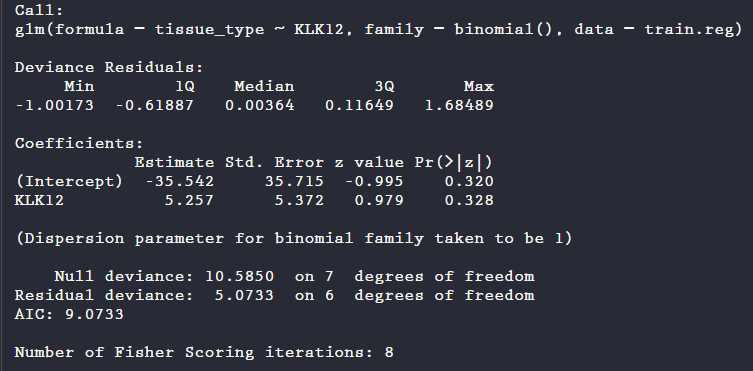 Call:
glm(formula = tissue_type ~ KLK12, family = binomial(), data = train.reg)
Deviance Residuals:
Min 1Q Median 3Q Max
-1.00173 -0.61887 0.00364 0.11649 1.68489
Coefficients:
Estimate Std. Error z value Pr(>|z|)
(Intercept) -35.542 35.715 -0.995 0.320
KLK12 5.257 5.372 0.979 0.328
(Dispersion parameter for binomial family taken to be 1)
Null deviance: 10.5850 on 7 degrees of freedom
Residual deviance: 5.0733 on 6 degrees of freedom
AIC: 9.0733
Number of Fisher Scoring iterations: 8